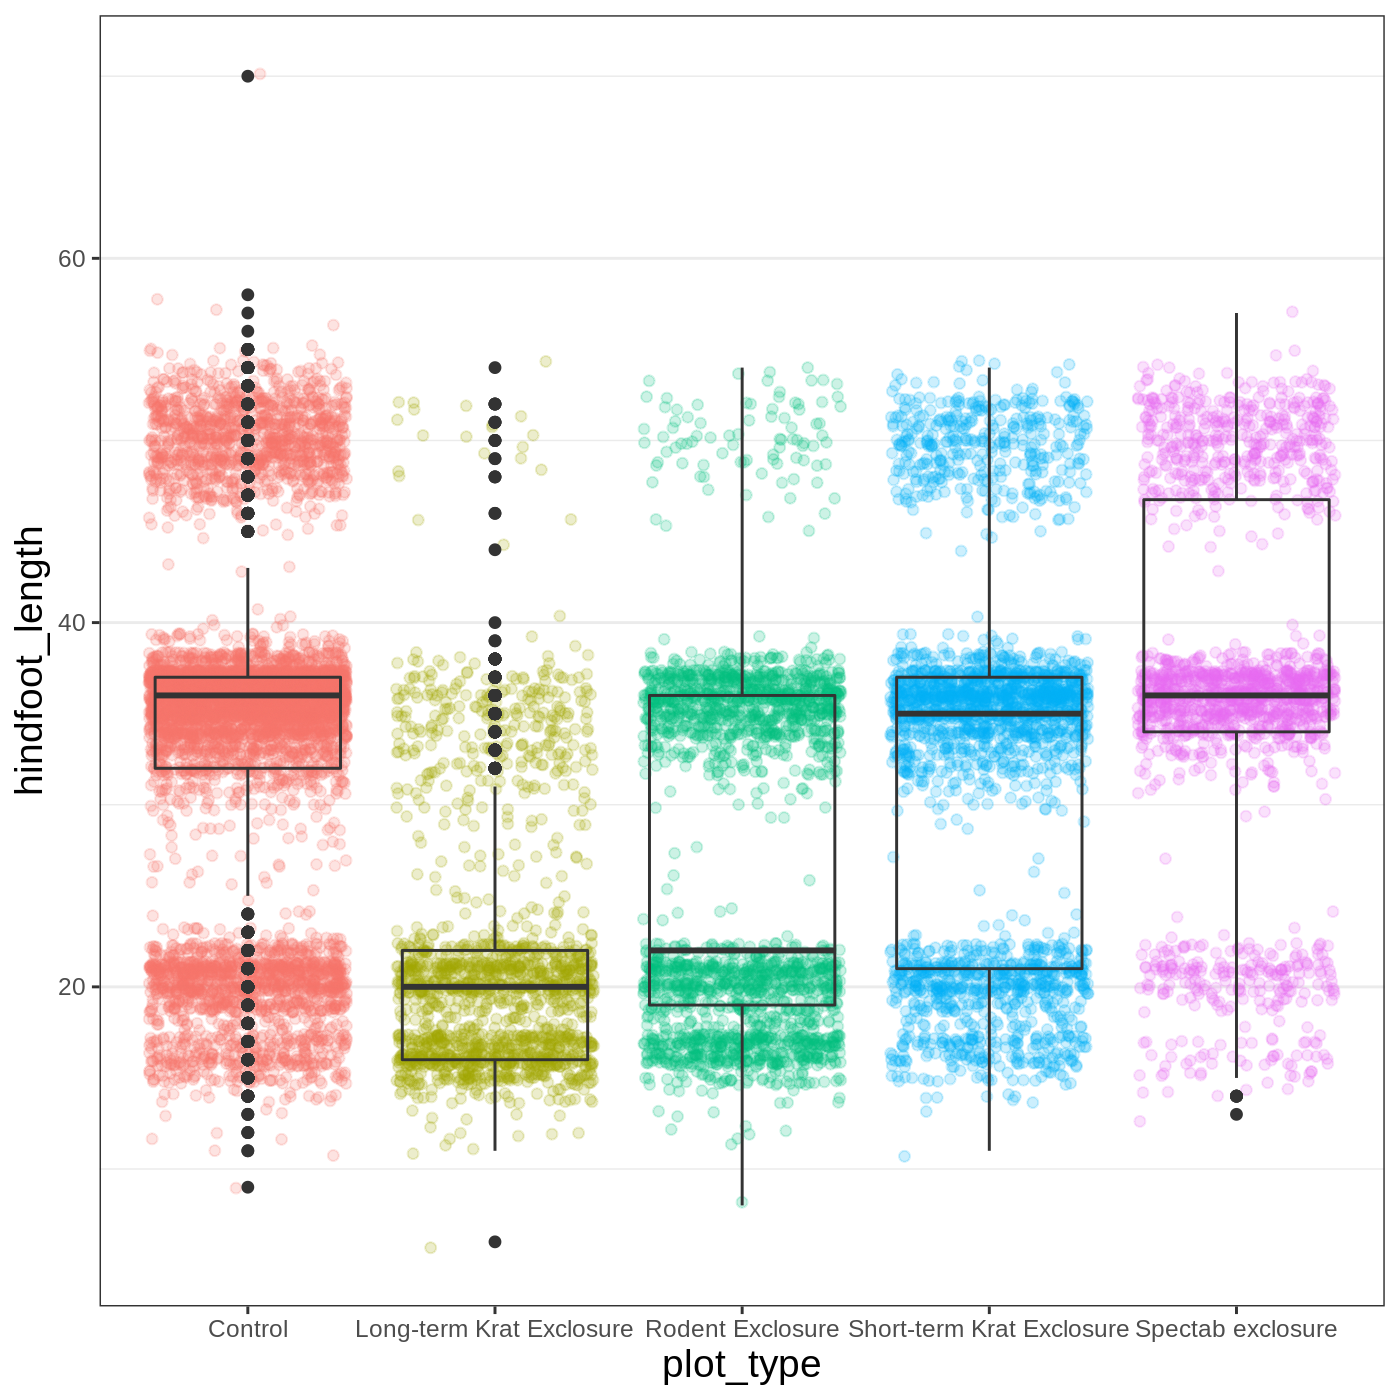 hindfoot_length
60
40
20
Control
Long-term Krat Exclosure
Rodent Exclosure
Short-term Krat Exclosure
Spectab exclosure
plot_type